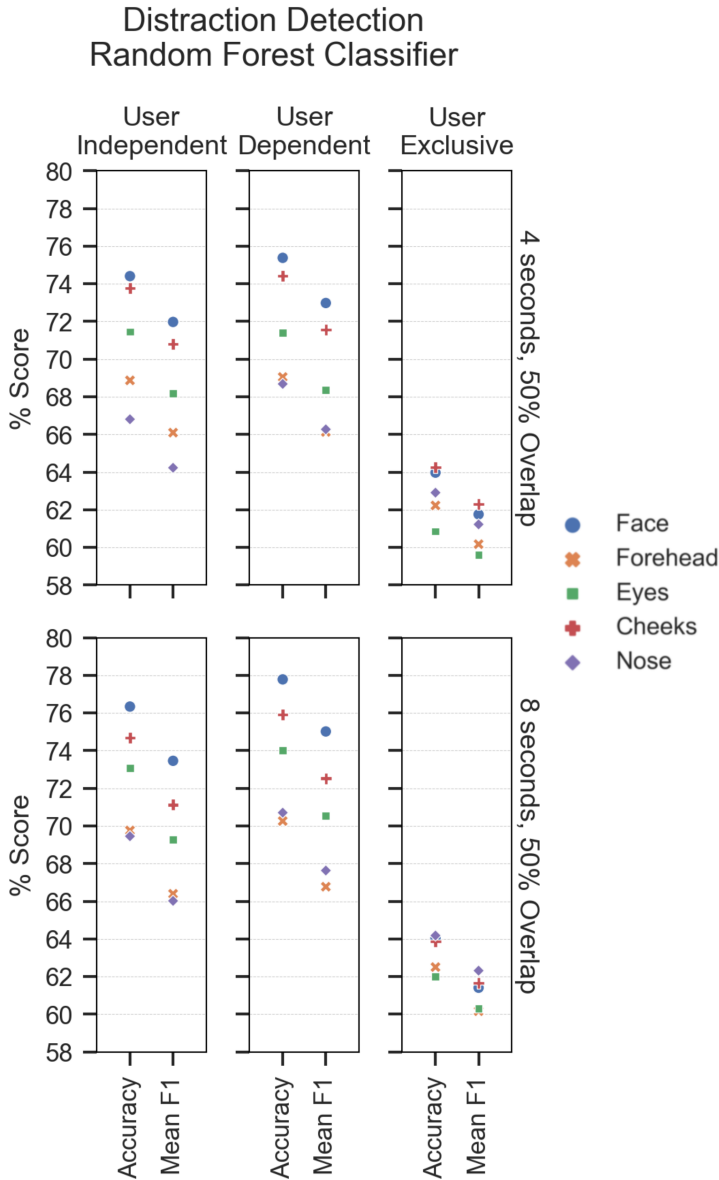 Distraction Detection
Random Forest Classifier
User
Independent
User
Dependent
User
Exclusive
80
78
76
74
72
70
68
66
64
62
60
58
% Score
4 seconds, 50% Overlap
Face
Forehead
Eyes
Cheeks
Nose
80
78
76
74
72
70
68
66
64
62
60
58
% Score
8 seconds, 50% Overlap
Accuracy
Mean F1
Accuracy
Mean F1
Accuracy
Mean F1